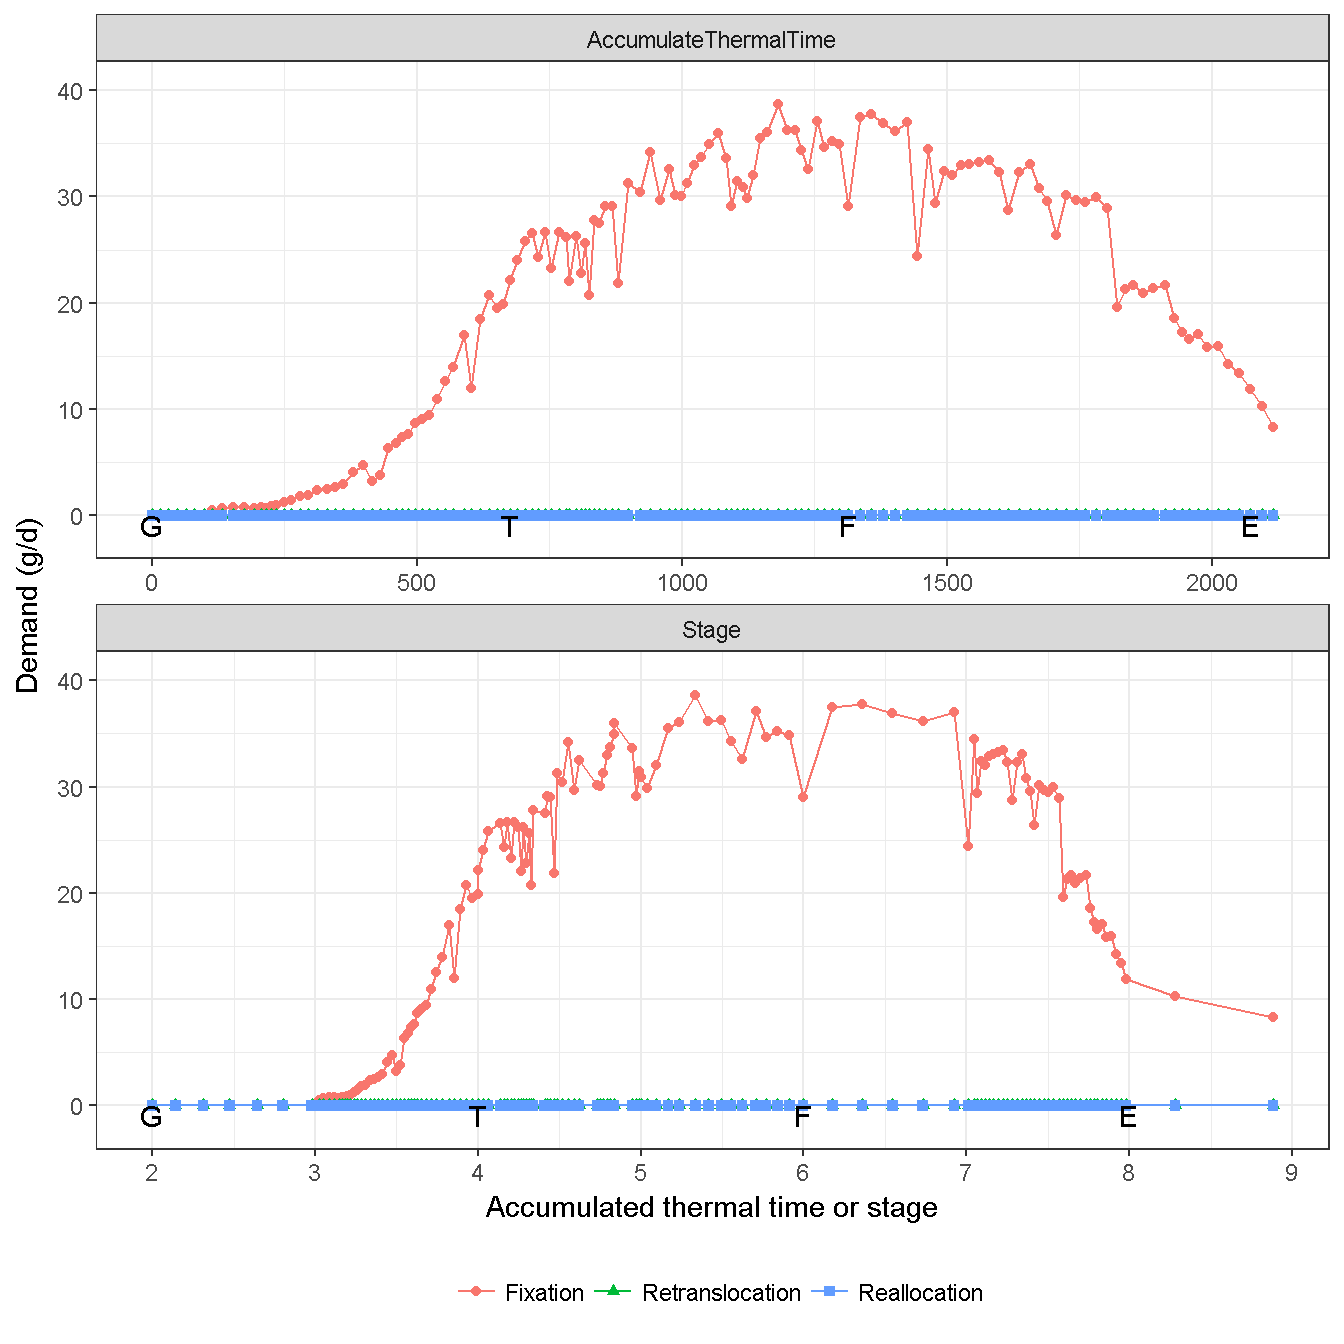 AccumulateThermalTime
40
30
20
10
0
G T F E
0 500 1000 1500 2000
Demand (g/d)
Stage
40
30
20
10
0
G T F E
2 3 4 5 6 7 8 9
Accumulated thermal time or stage
Fixation Retranslocation Reallocation